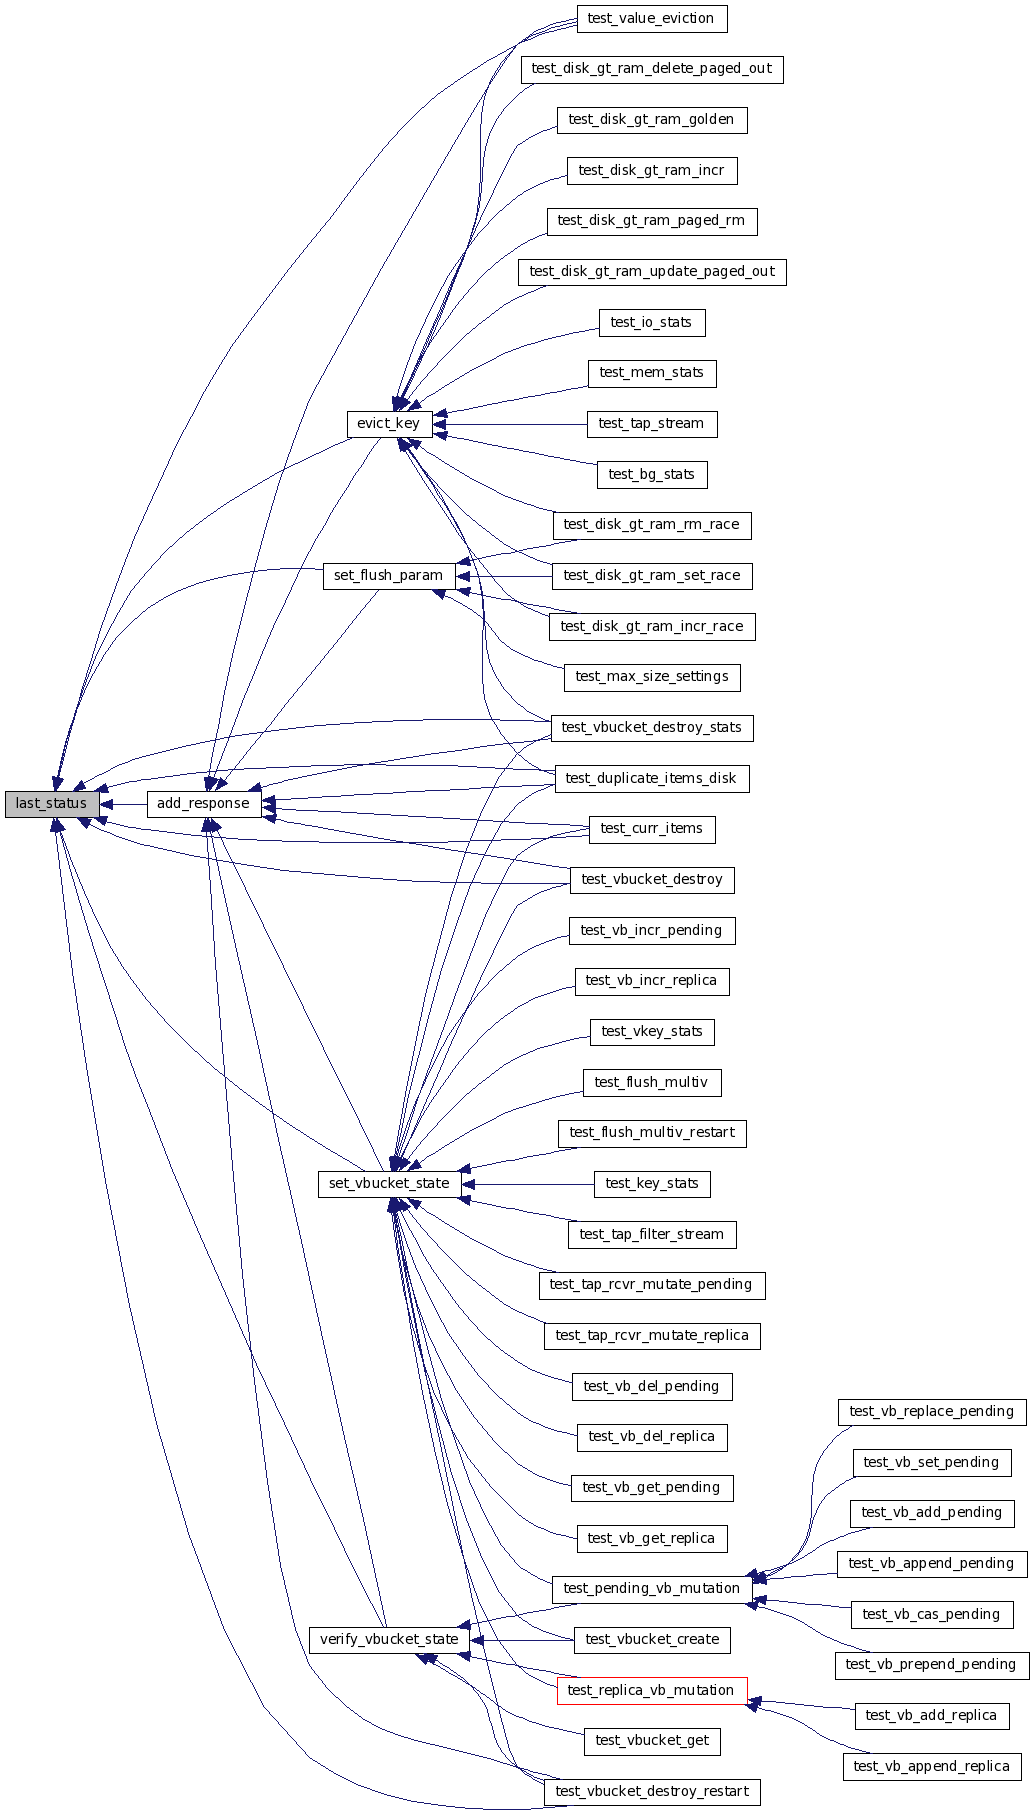 test_value_eviction
test_disk_gt_ram_delete_paged_out
test_disk_gt_ram_golden
test_disk_gt_ram_incr
test_disk_gt_ram_paged_rm
test_disk_gt_ram_update_paged_out
test_io_stats
test_mem_stats
evict_key
test_tap_stream
test_bg_stats
test_disk_gt_ram_rm_race
set_flush_param
test_disk_gt_ram_set_race
test_disk_gt_ram_incr_race
test_max_size_settings
test_vbucket_destroy_stats
test_duplicate_items_disk
last_status
add_response
test_curr_items
test_vbucket_destroy
test_vb_incr_pending
test_vb_incr_replica
test_vkey_stats
test_flush_multiv
test_flush_multiv_restart
set_vbucket_state
test_key_stats
test_tap_filter_stream
test_tap_rcvr_mutate_pending
test_tap_rcvr_mutate_replica
test_vb_del_pending
test_vb_replace_pending
test_vb_del_replica
test_vb_set_pending
test_vb_get_pending
test_vb_add_pending
test_vb_get_replica
test_vb_append_pending
test_pending_vb_mutation
test_vb_cas_pending
verify_vbucket_state
test_vbucket_create
test_vb_prepend_pending
test_replica_vb_mutation
test_vb_add_replica
test_vbucket_get
test_vb_append_replica
test_vbucket_destroy_restart